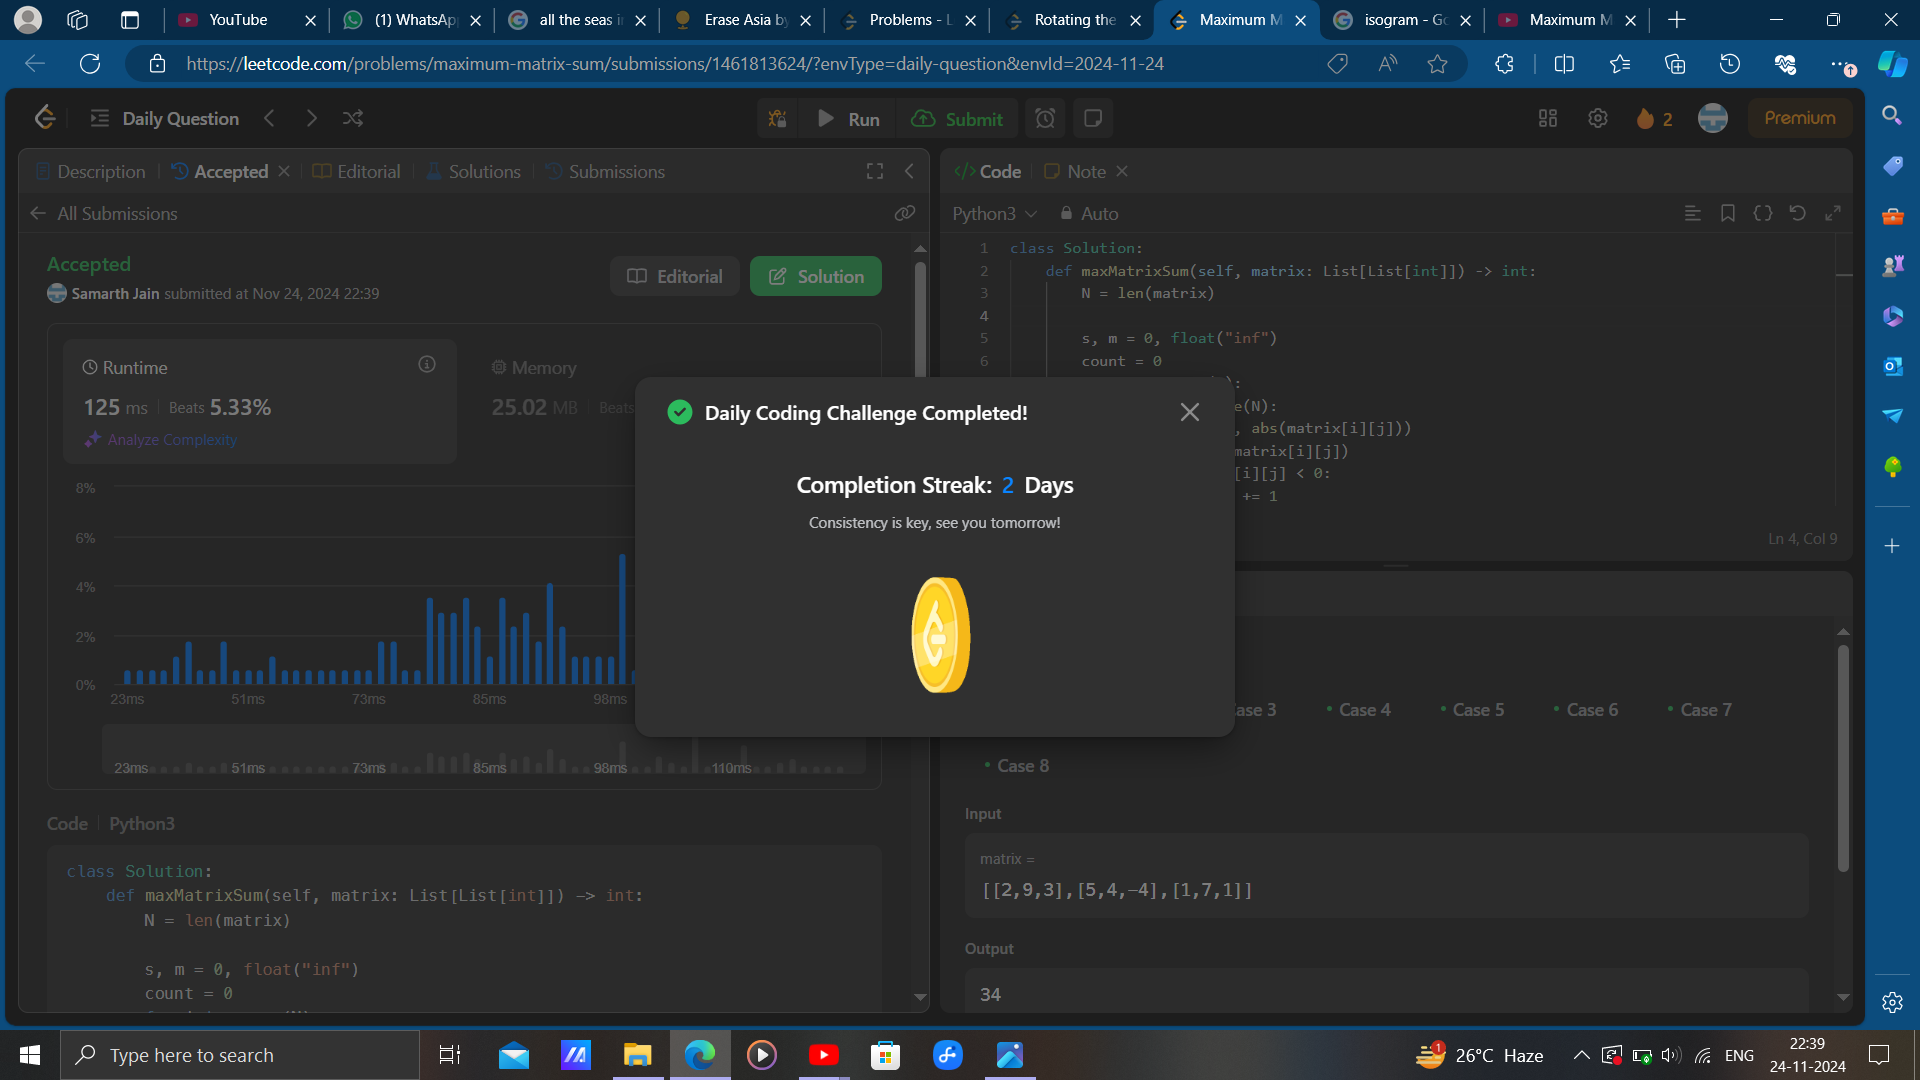 YouTube
(1) WhatsAp
all the seas i
Erase Asia b
Problems - L
Rotating the
Maximum M
isogram - Go
Maximum M
https://leetcode.com/problems/maximum-matrix-sum/submissions/1461813624/?envType=daily-question&envId=2024-11-24
Daily Question
Run
Submit
2
Premium
Description
Accepted
Editorial
Solutions
Submissions
All Submissions
Accepted
Samarth Jain submitted at Nov 24, 2024 22:39
Editorial
Solution
Runtime
125 ms
Beats 5.33%
Analyze Complexity
Memory
25.02 MB
Beats
8%
6%
4%
2%
0%
23ms
51ms
73ms
85ms
98ms
23ms
51ms
73ms
85ms
98ms
110ms
Code
Python3
class Solution:
def maxMatrixSum(self, matrix: List[List[int]]) -> int:
N = len(matrix)
s, m = 0, float("inf")
count = 0
Daily Coding Challenge Completed!
Completion Streak: 2 Days
Consistency is key, see you tomorrow!
Code
Note
Python3
Auto
1 class Solution:
2 def maxMatrixSum(self, matrix: List[List[int]]) -> int:
3 N = len(matrix)
4
5 s, m = 0, float("inf")
6 count = 0
):
e(N):
, abs(matrix[i][j]))
matrix[i][j])
[i][j] < 0:
+= 1
Ln 4, Col 9
ase 3
Case 4
Case 5
Case 6
Case 7
Case 8
Input
matrix =
[[2,9,3],[5,4,-4],[1,7,1]]
Output
34
Type here to search
1
26°C Haze
ENG
22:39
24-11-2024